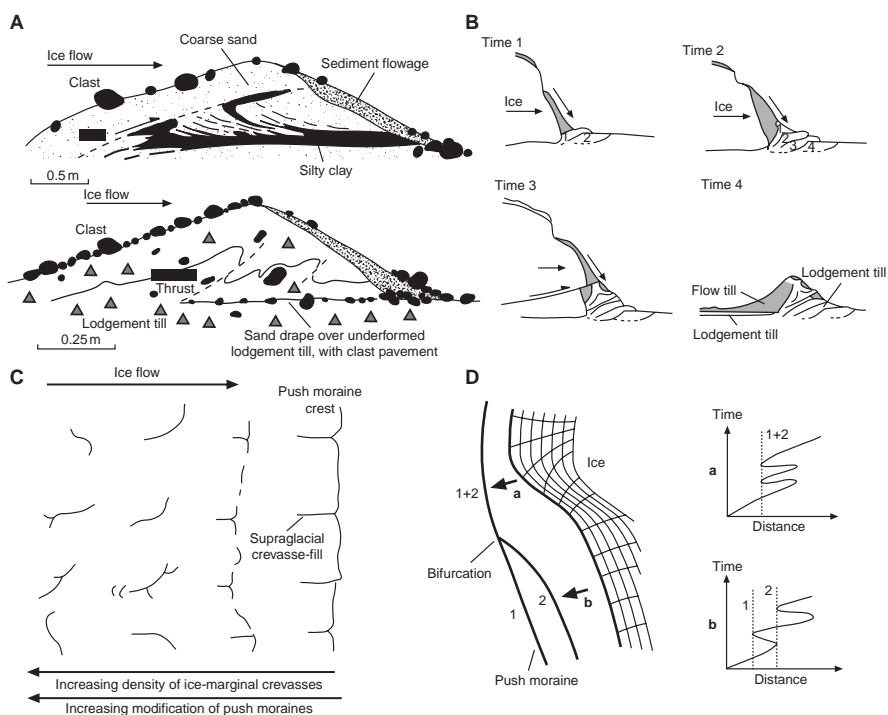 A
Ice flow
Coarse sand
Clast
Sediment flowage
Silty clay
0.5 m
Ice flow
Clast
Thrust
Lodgement till
Sand drape over underformed
lodgement till, with clast pavement
0.25 m
B
Time 1
Ice
2
Time 2
Ice
1
2
3
4
Time 3
Time 4
Flow till
Lodgement till
Lodgement till
C
Ice flow
Push moraine
crest
Supraglacial
crevasse-fill
Increasing density of ice-marginal crevasses
Increasing modification of push moraines
D
Ice
1+2
a
Bifurcation
1
2
b
Push moraine
Time
1+2
a
Distance
Time
1
2
b
Distance